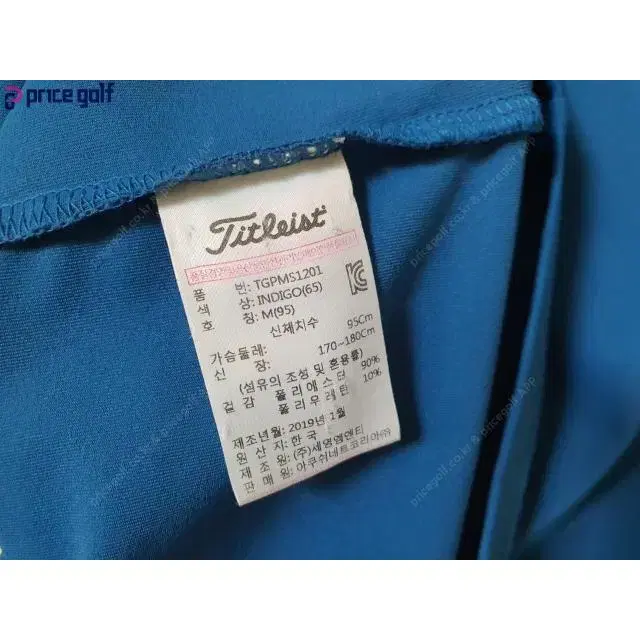 price golf
Titleist
품 번: TGPMS1201
색 상: INDIGO(65)
호 칭: M(95)
신체치수
가슴둘레: 95Cm
신 장: 170~180Cm
(섬유의 조성 및 혼용률)
겉 감 폴리에스터 90%
폴리우레탄 10%
제조년월: 2019년 1월
원 산 지: 한국
제 조 원: (주)세영엠엔티
판 매 원: 아쿠쉬네트코리아㈜